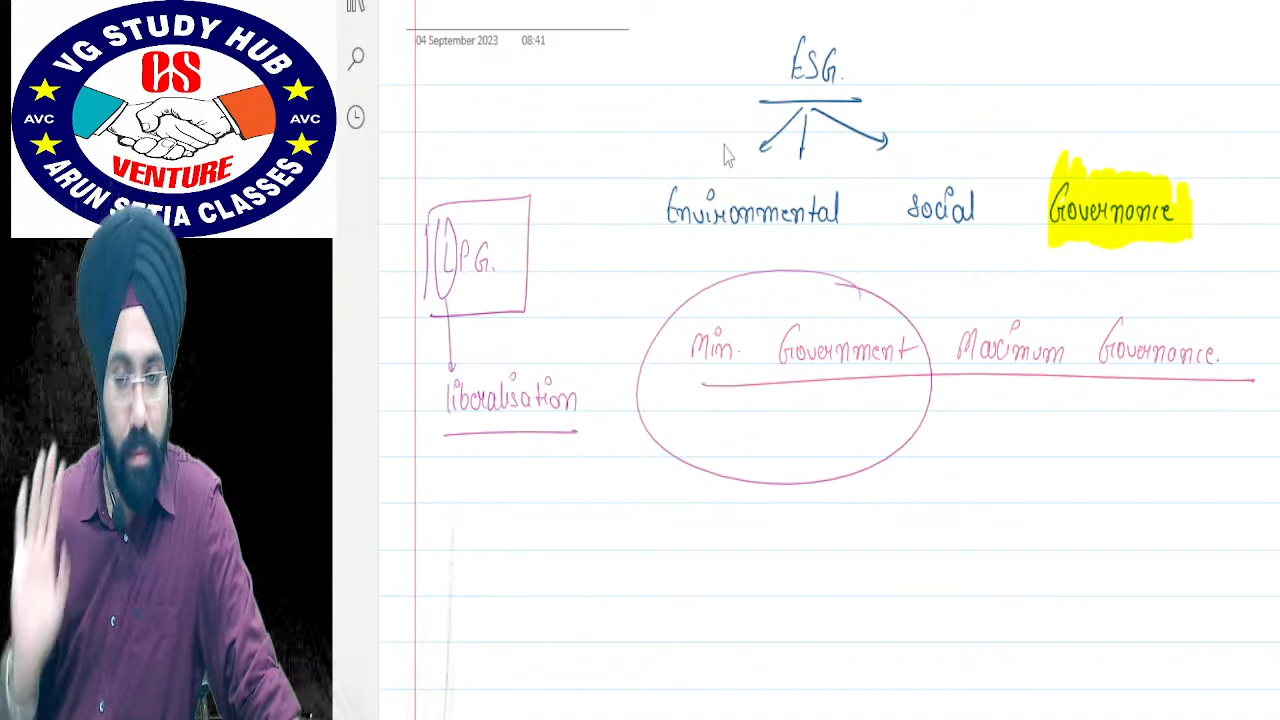 VG STUDY HUB
CS
AVC
AVC
VENTURE
ARUN SETIA CLASSES
04 September 2023 08:41
ESG.
Environmental Social Governance
LPG.
Min. Government Maximum Governance.
liberalisation